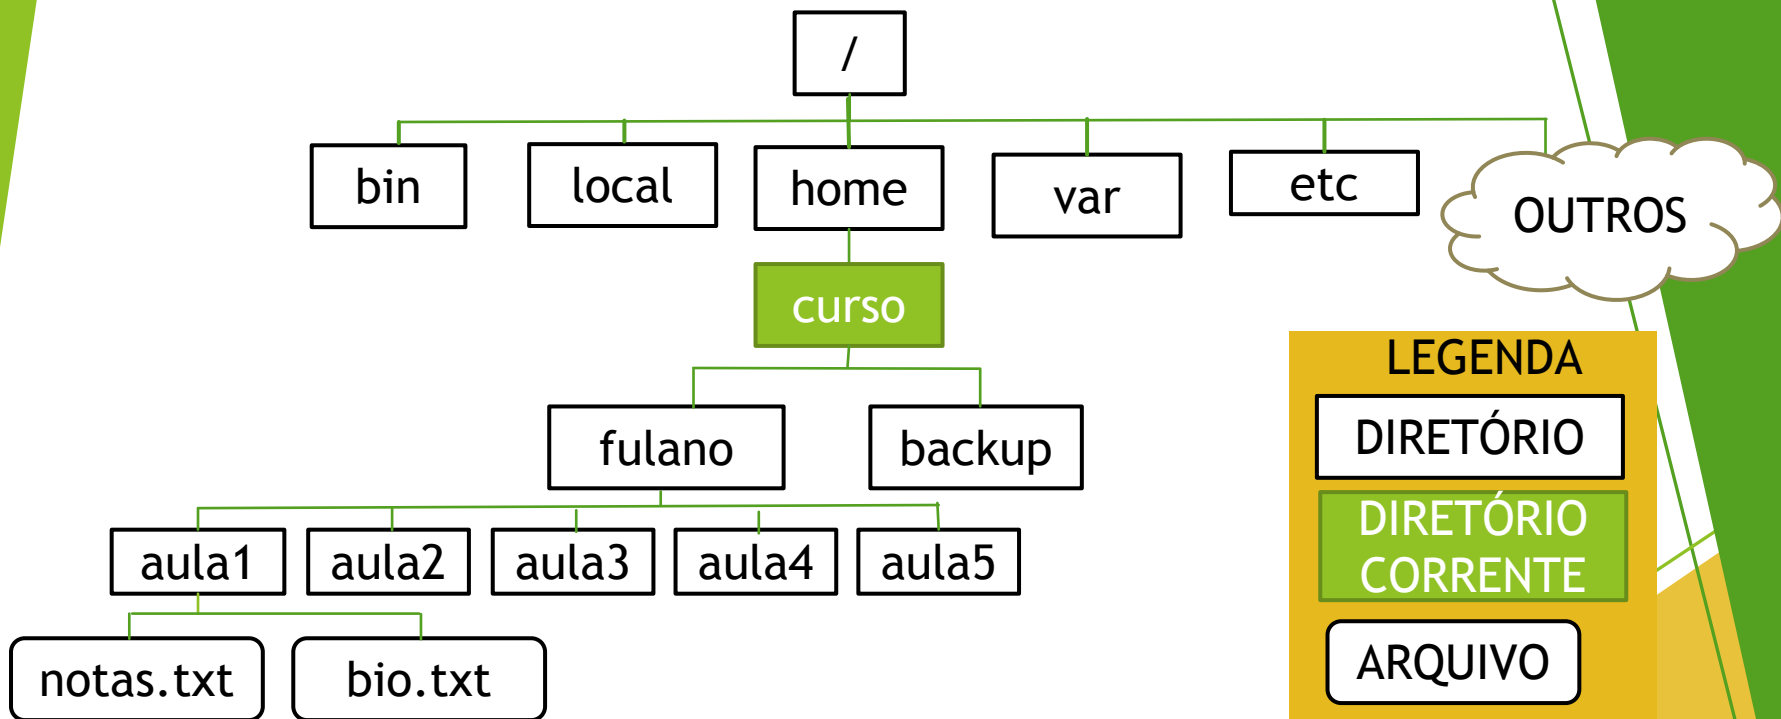 /
bin
local
home
var
etc
OUTROS
curso
LEGENDA
DIRETÓRIO
fulano
backup
DIRETÓRIO
CORRENTE
aula1
aula2
aula3
aula4
aula5
ARQUIVO
notas.txt
bio.txt